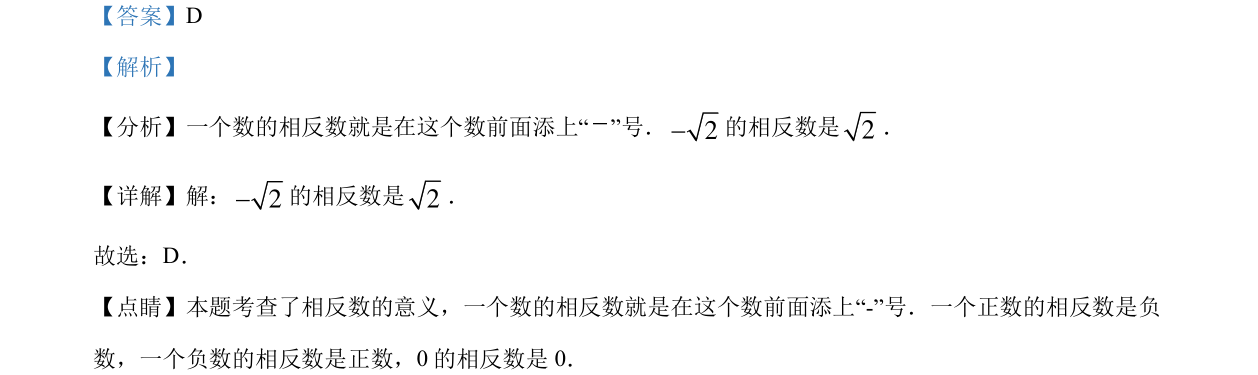 【答案】D
【解析】
【分析】一个数的相反数就是在这个数前面添上“－”号．−√2 的相反数是√2．
【详解】解：−√2 的相反数是√2．
故选：D．
【点睛】本题考查了相反数的意义，一个数的相反数就是在这个数前面添上“-”号．一个正数的相反数是负
数，一个负数的相反数是正数，0 的相反数是 0．